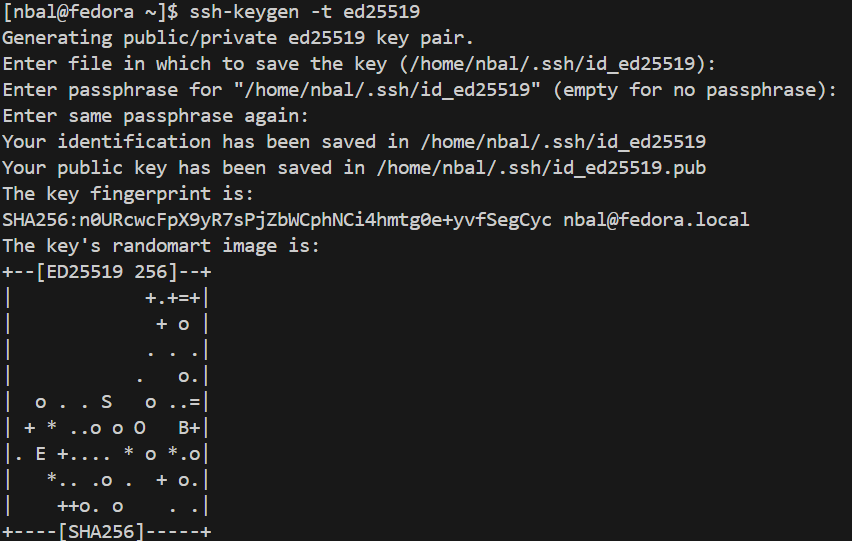 [nbal@fedora ~]$ ssh-keygen -t ed25519
Generating public/private ed25519 key pair.
Enter file in which to save the key (/home/nbal/.ssh/id_ed25519):
Enter passphrase for "/home/nbal/.ssh/id_ed25519" (empty for no passphrase):
Enter same passphrase again:
Your identification has been saved in /home/nbal/.ssh/id_ed25519
Your public key has been saved in /home/nbal/.ssh/id_ed25519.pub
The key fingerprint is:
SHA256:n0URcwcFpX9yR7sPjZbWCphNCi4hmtg0e+yvfSegCyc nbal@fedora.local
The key's randomart image is:
+--[ED25519 256]--+
|            +.+=+|
|             + o |
|            . . .|
|           .   o.|
|  o . . S   o ..=|
| + * ..o o O   B+|
|. E +.... * o *.o|
|   *.. .o .  + o.|
|    ++o. o    . .|
+----[SHA256]-----+